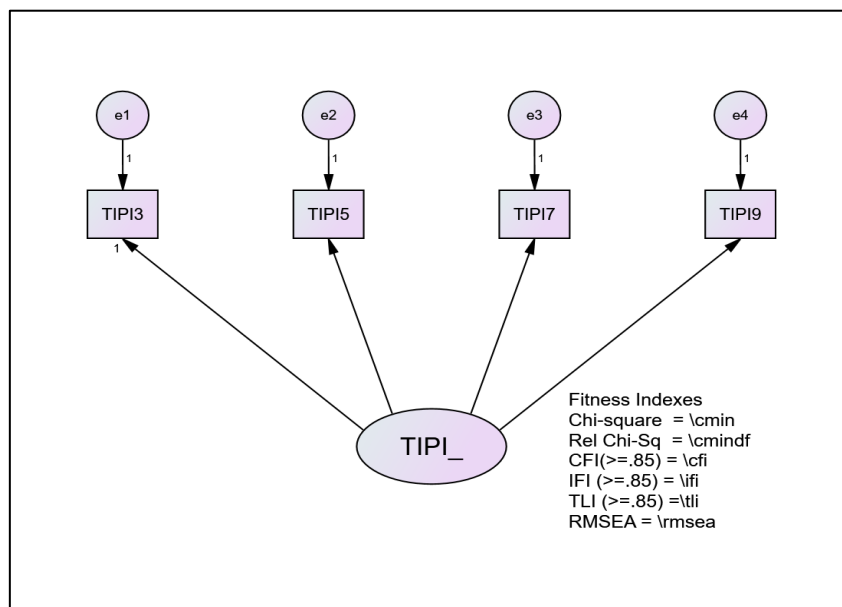 e1 e2 e3 e4
1 1 1 1
TIPI3 TIPI5 TIPI7 TIPI9
1
TIPI_
Fitness Indexes
Chi-square = \cmin
Rel Chi-Sq = \cmindf
CFI(>=.85) = \cfi
IFI (>=.85) = \ifi
TLI (>=.85) =\tli
RMSEA = \rmsea